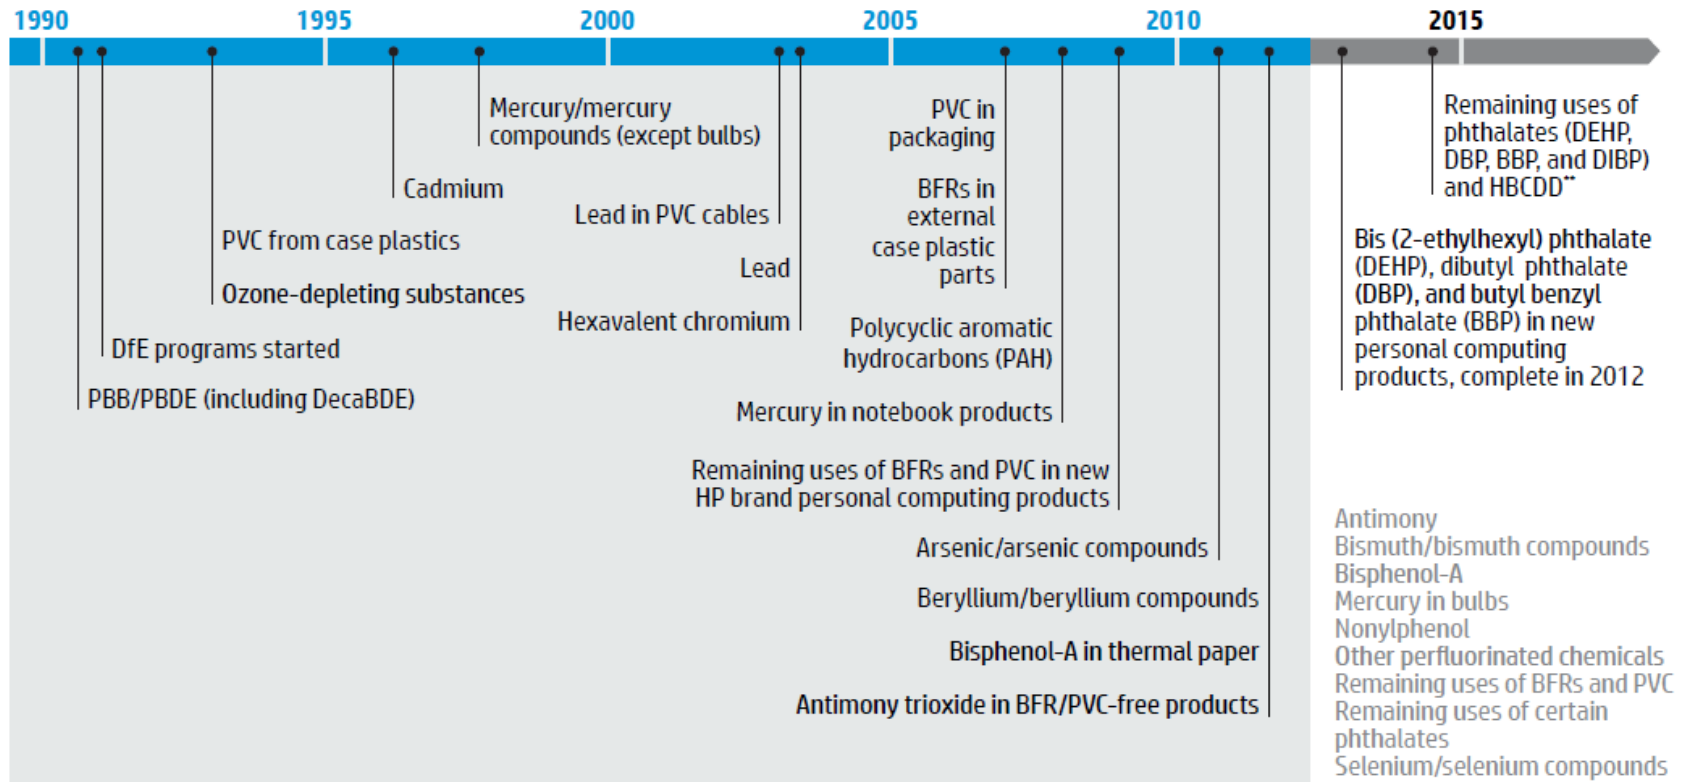 1990
1995
2000
2005
2010
2015
Mercury/mercury
compounds (except bulbs)
Cadmium
Lead in PVC cables
PVC from case plastics
Lead
Ozone-depleting substances
Hexavalent chromium
DfE programs started
PBB/PBDE (including DecaBDE)
PVC in
packaging
BFRs in
external
case plastic
parts
Polycyclic aromatic
hydrocarbons (PAH)
Mercury in notebook products
Remaining uses of BFRs and PVC in new
HP brand personal computing products
Arsenic/arsenic compounds
Beryllium/beryllium compounds
Bisphenol-A in thermal paper
Antimony trioxide in BFR/PVC-free products
Remaining uses of
phthalates (DEHP,
DBP, BBP, and DIBP)
and HBCDD**
Bis (2-ethylhexyl) phthalate
(DEHP), dibutyl phthalate
(DBP), and butyl benzyl
phthalate (BBP) in new
personal computing
products, complete in 2012
Antimony
Bismuth/bismuth compounds
Bisphenol-A
Mercury in bulbs
Nonylphenol
Other perfluorinated chemicals
Remaining uses of BFRs and PVC
Remaining uses of certain
phthalates
Selenium/selenium compounds